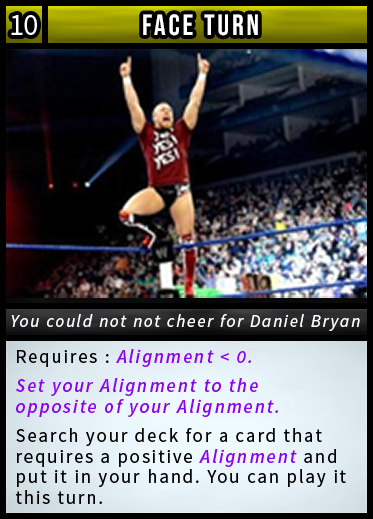 10 FACE TURN
YES!
YES!
You could not not cheer for Daniel Bryan
Requires : Alignment < 0.
Set your Alignment to the
opposite of your Alignment.
Search your deck for a card that
requires a positive Alignment and
put it in your hand. You can play it
this turn.